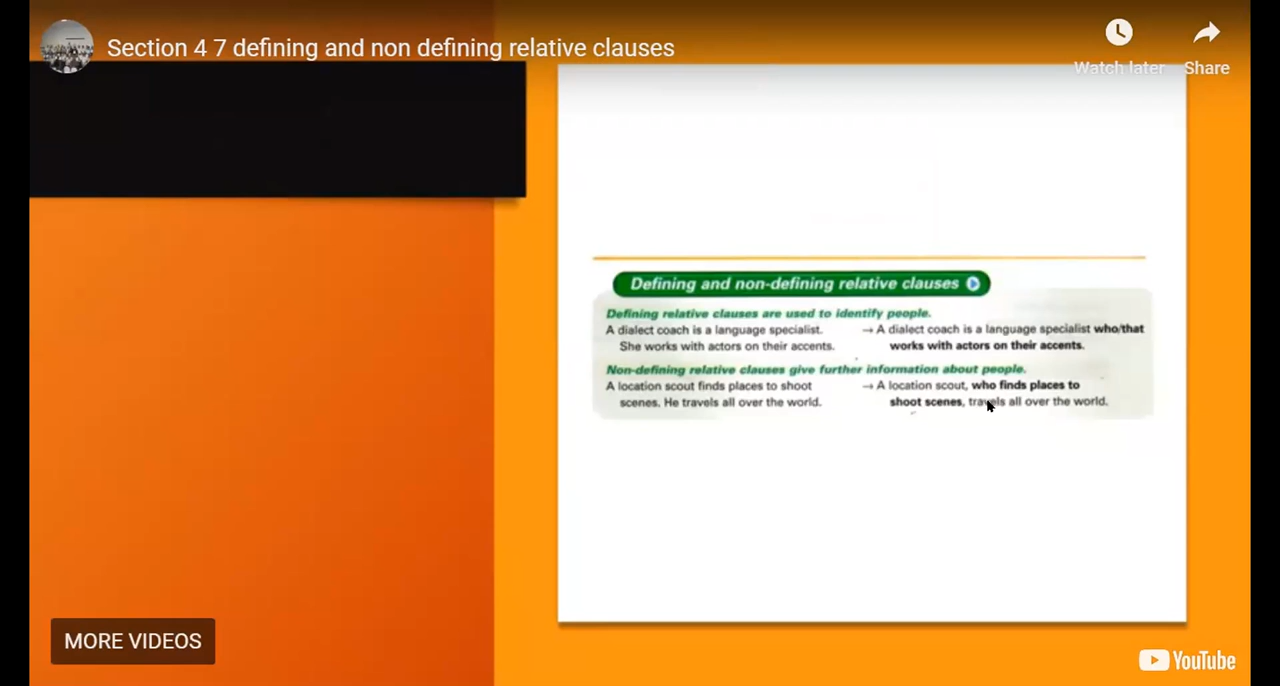 Section 4 7 defining and non defining relative clauses
Watch later
Share
Defining and non-defining relative clauses
Defining relative clauses are used to identify people.
A dialect coach is a language specialist. → A dialect coach is a language specialist who/that
She works with actors on their accents. works with actors on their accents.
Non-defining relative clauses give further information about people.
A location scout finds places to shoot → A location scout, who finds places to
scenes. He travels all over the world. shoot scenes, travels all over the world.
MORE VIDEOS
YouTube